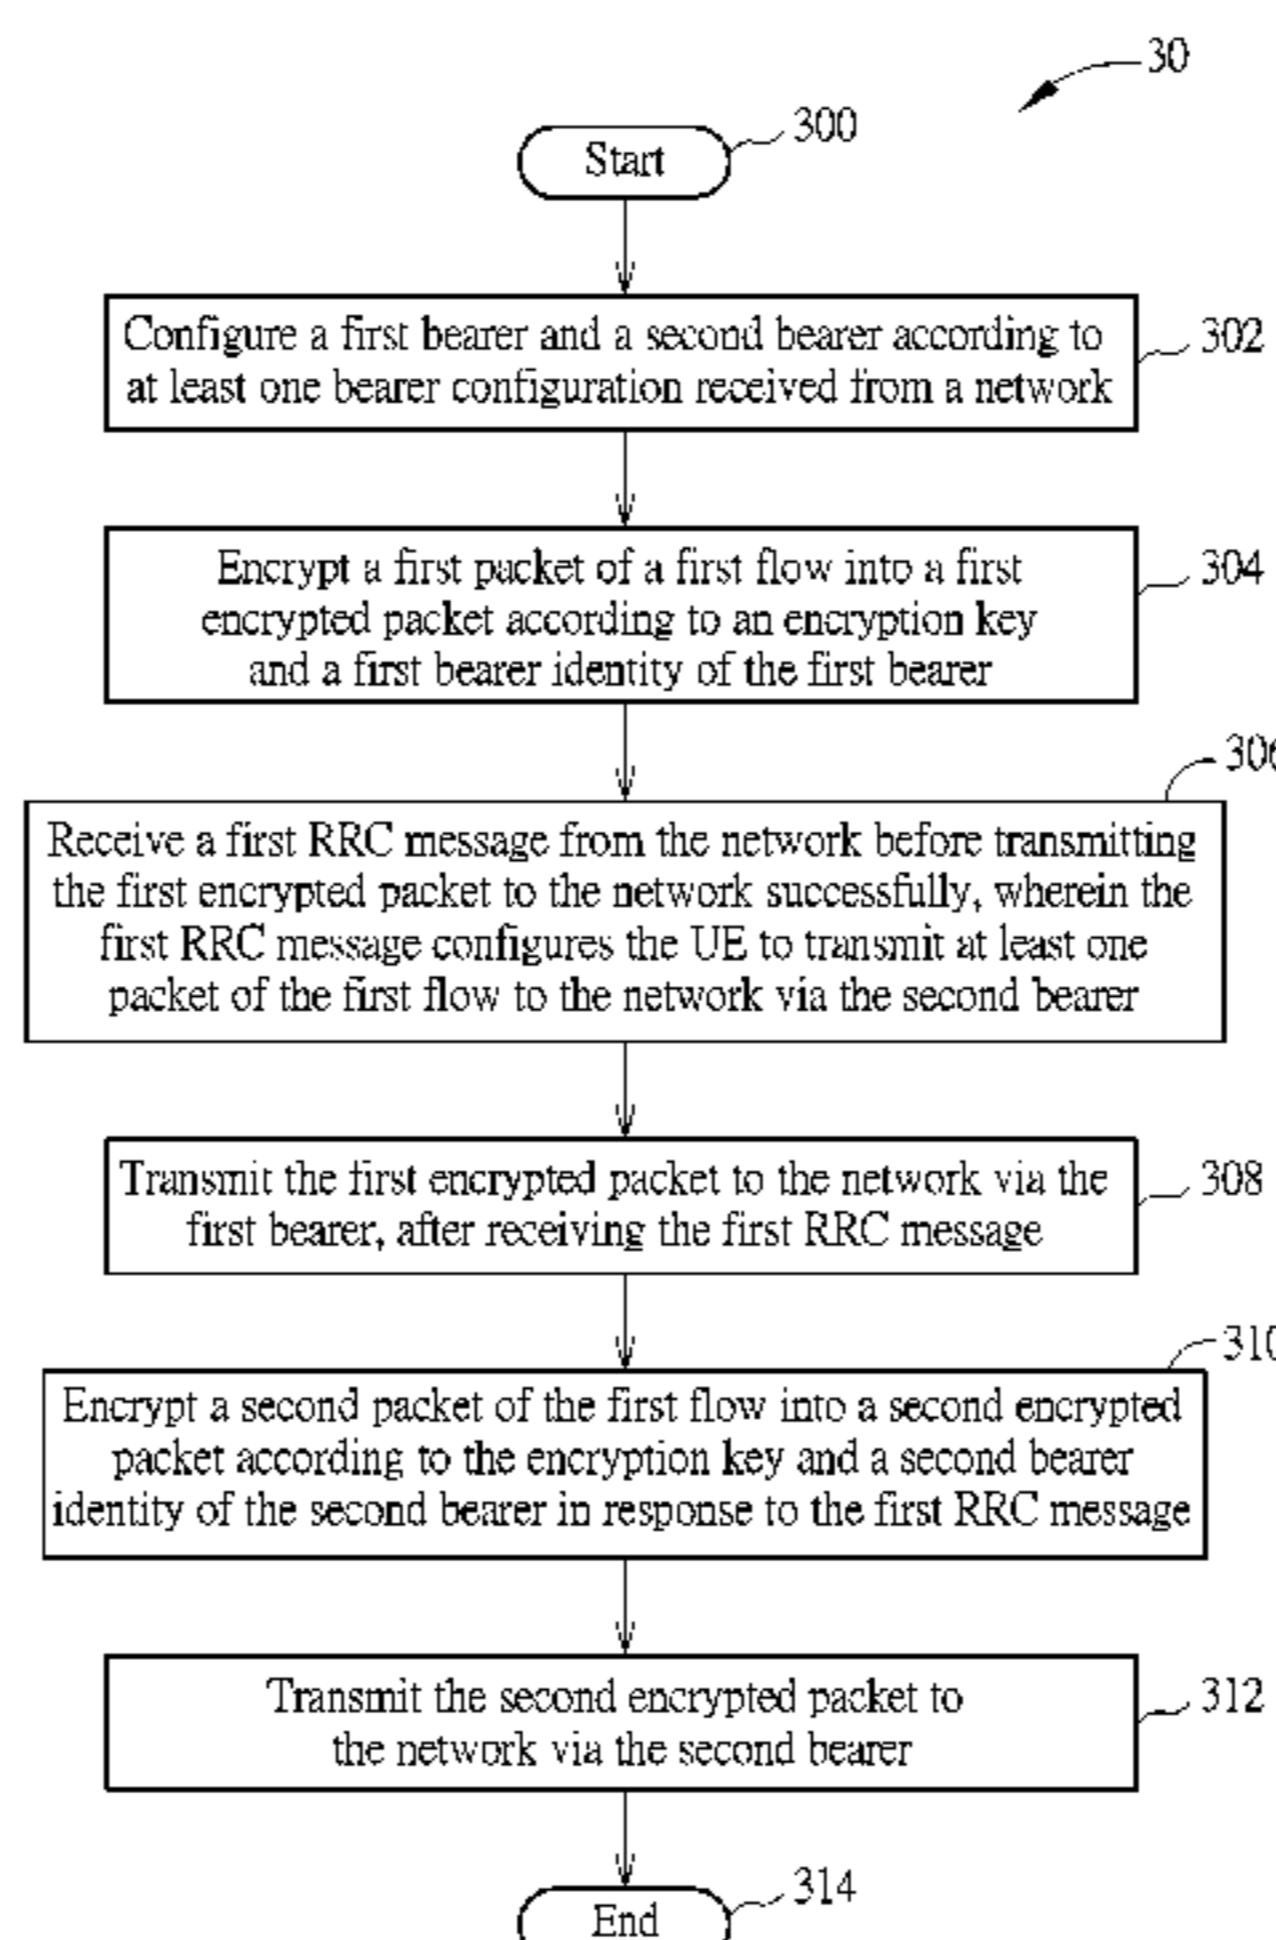 30
300
Start
Configure a first bearer and a second bearer according to
at least one bearer configuration received from a network
302
Encrypt a first packet of a first flow into a first
encrypted packet according to an encryption key
and a first bearer identity of the first bearer
304
306
Receive a first RRC message from the network before transmitting
the first encrypted packet to the network successfully, wherein the
first RRC message configures the UE to transmit at least one
packet of the first flow to the network via the second bearer
Transmit the first encrypted packet to the network via the
first bearer, after receiving the first RRC message
308
310
Encrypt a second packet of the first flow into a second encrypted
packet according to the encryption key and a second bearer
identity of the second bearer in response to the first RRC message
Transmit the second encrypted packet to
the network via the second bearer
312
314
End